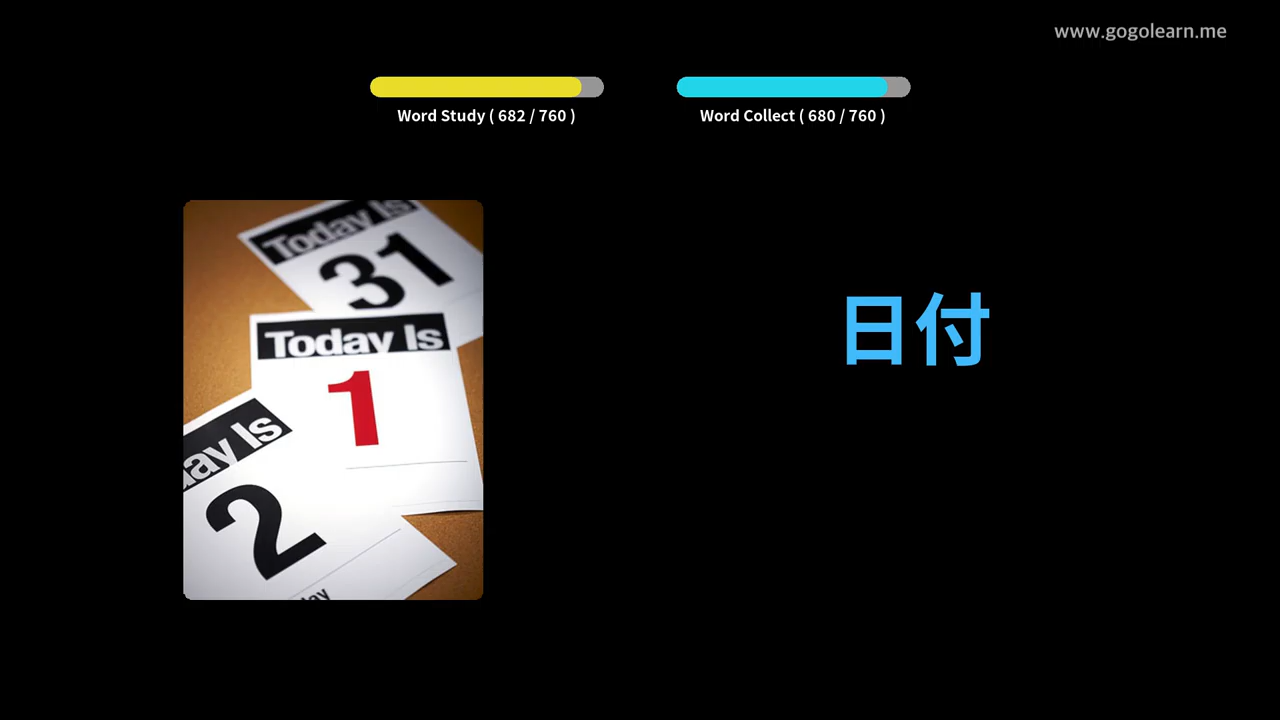 www.gogolearn.me
Word Study ( 682 / 760 )
Word Collect ( 680 / 760 )
Today Is
31
Today Is
1
ay Is
2
日付